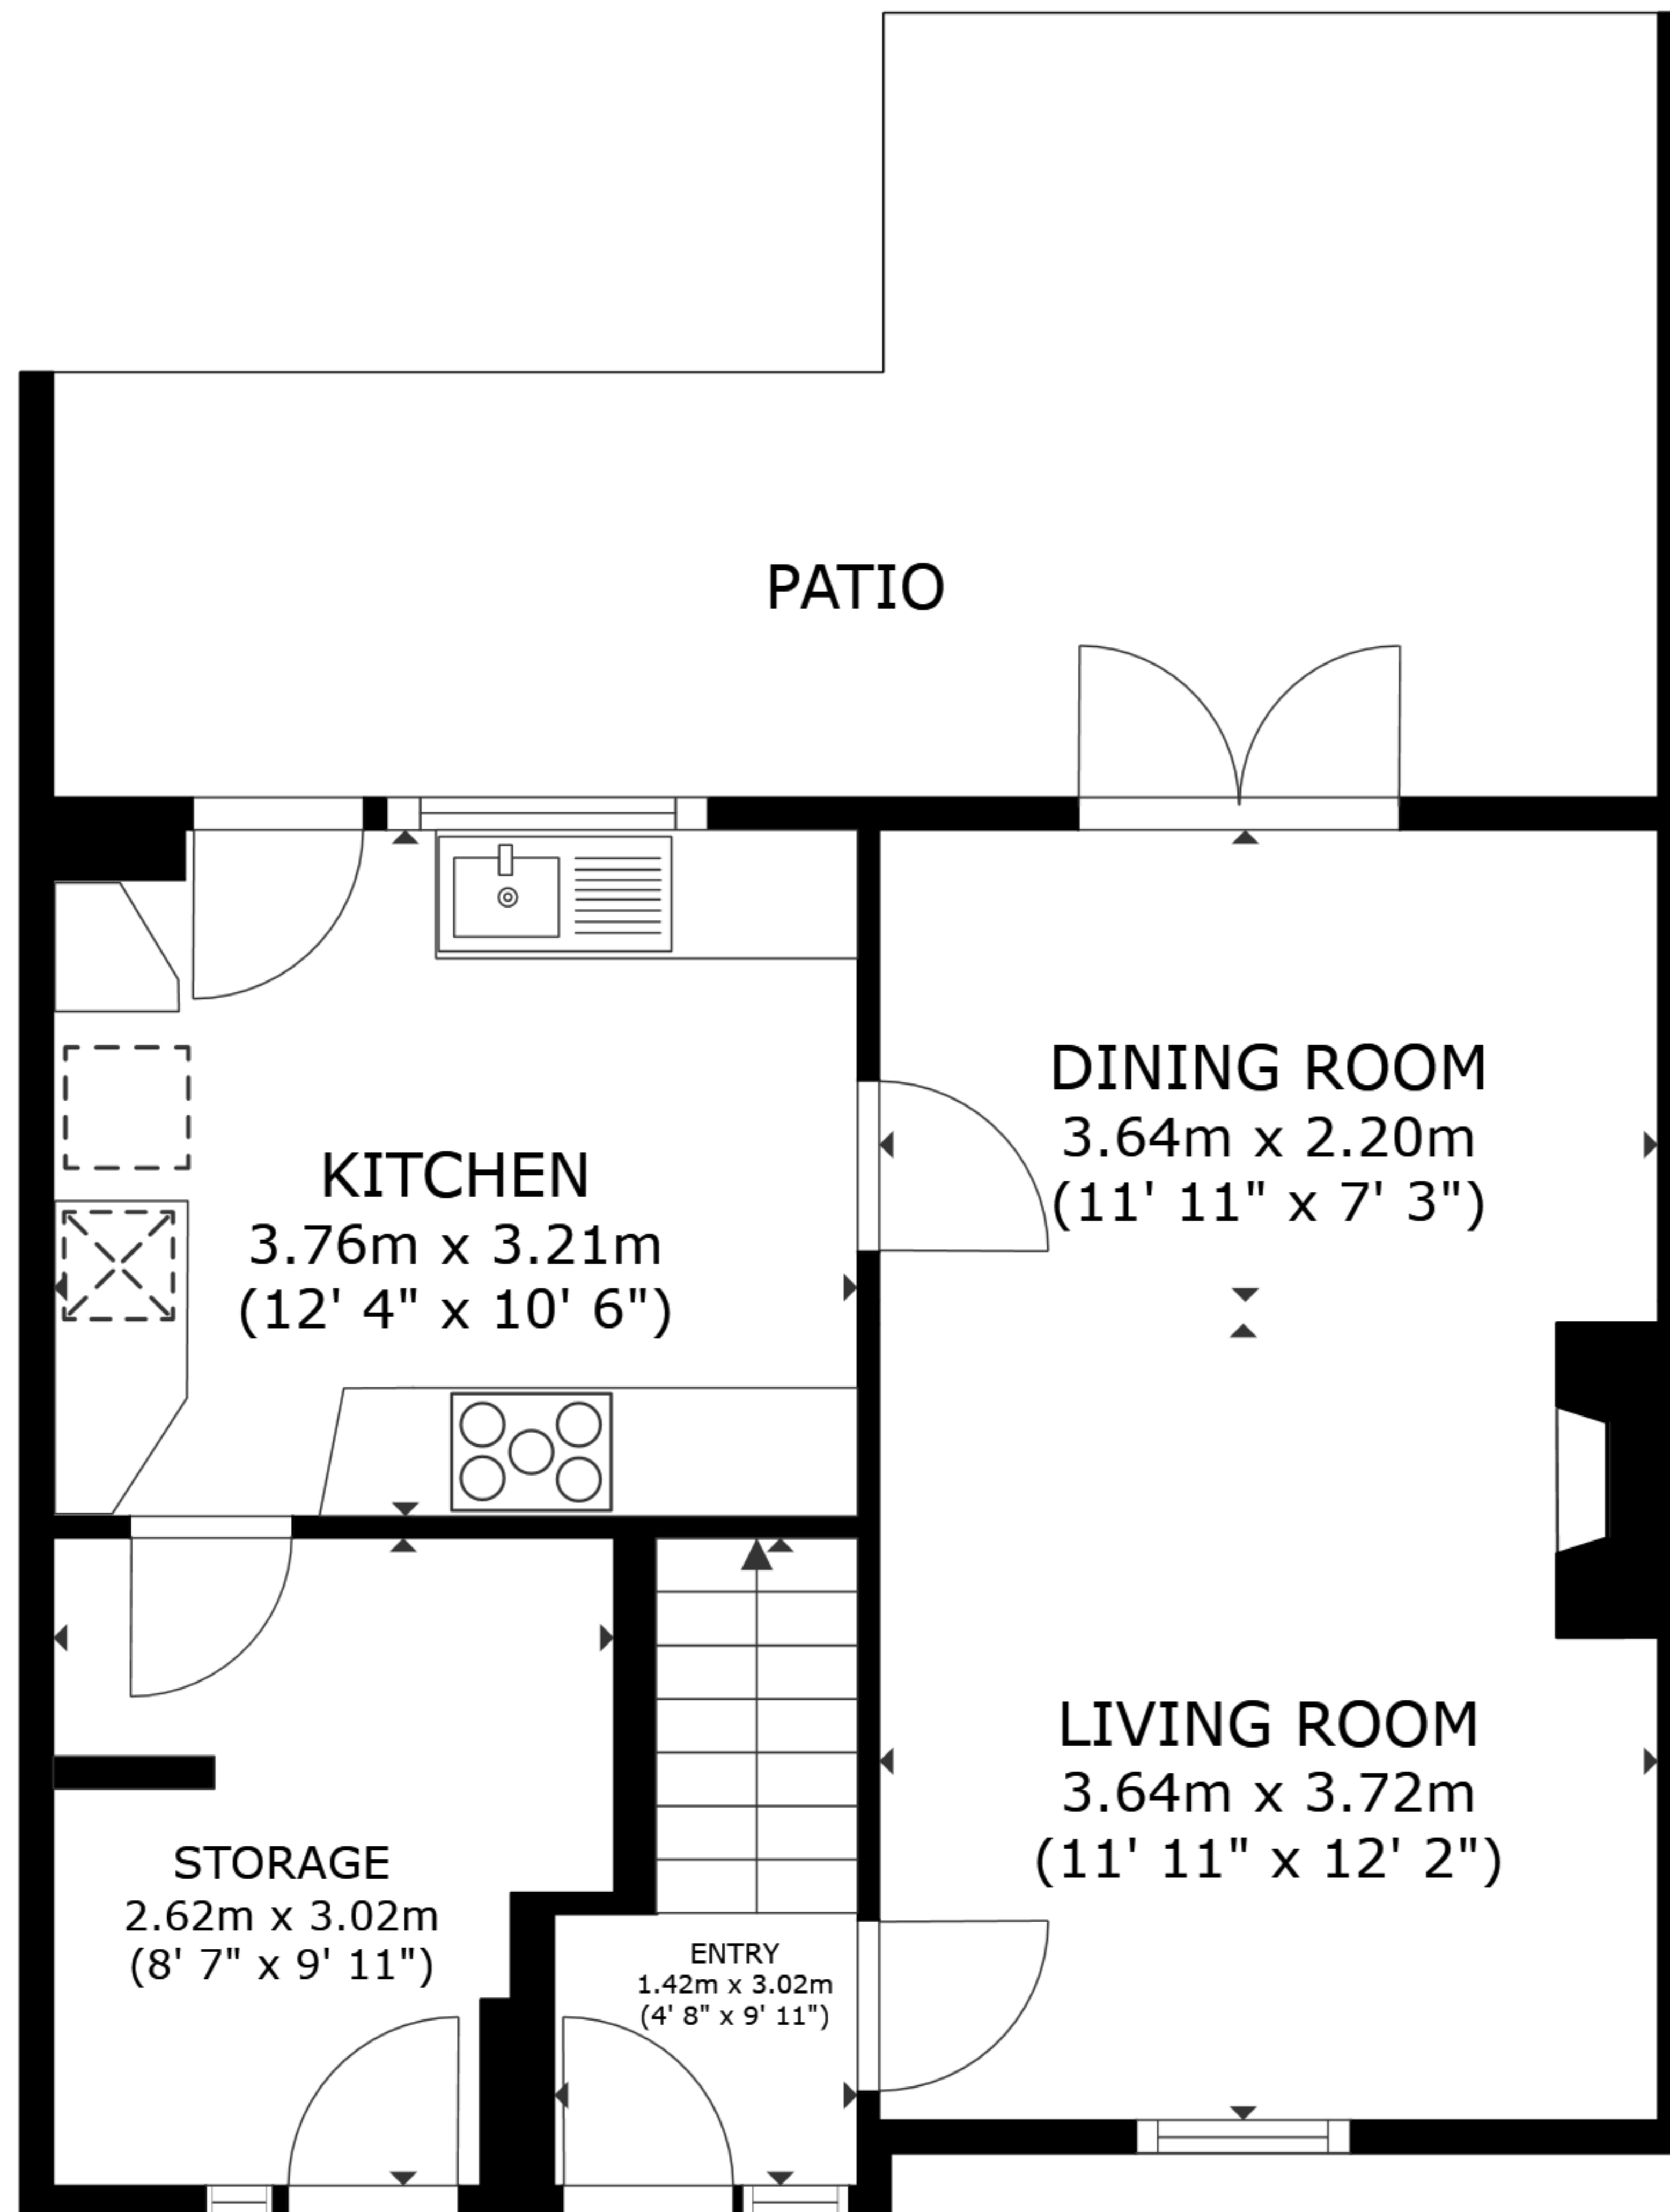 PATIO
DINING ROOM
3.64m x 2.20m
(11' 11" x 7' 3")
KITCHEN
3.76m x 3.21m
(12' 4" x 10' 6")
LIVING ROOM
3.64m x 3.72m
(11' 11" x 12' 2")
STORAGE
2.62m x 3.02m
(8' 7" x 9' 11")
ENTRY
1.42m x 3.02m
(4' 8" x 9' 11")